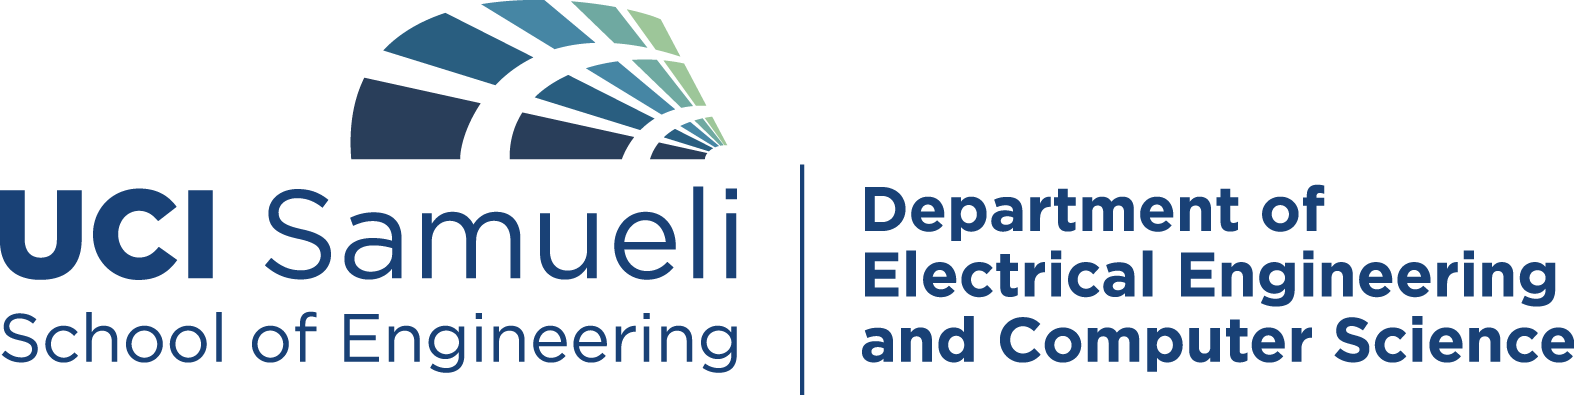 UCI Samueli
School of Engineering
Department of
Electrical Engineering
and Computer Science